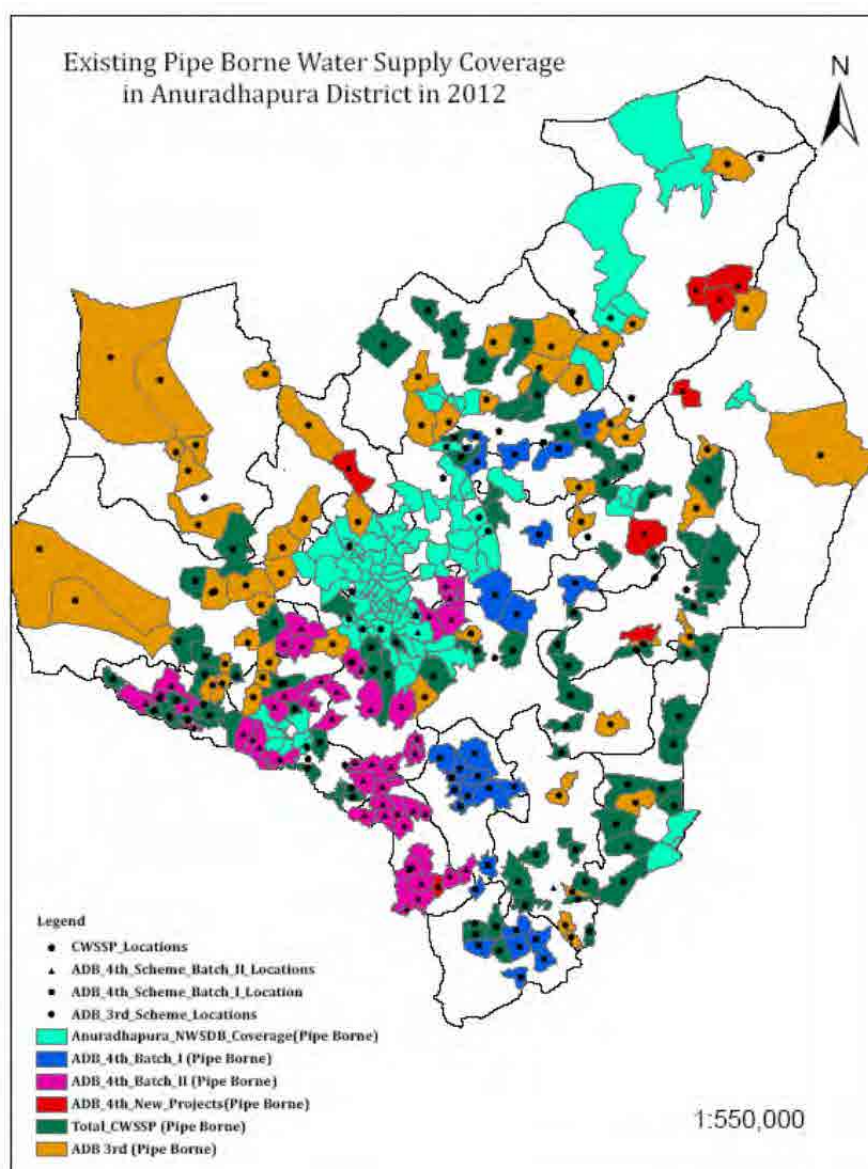 Existing Pipe Borne Water Supply Coverage
in Anuradhapura District in 2012
N
Legend
CWSSP_Locations
ADB_4th_Scheme_Batch_II_Locations
ADB_4th_Scheme_Batch_I_Location
ADB_3rd_Scheme_Locations
Anuradhapura_NWSDB_Coverage(Pipe Borne)
ADB_4th_Batch_I (Pipe Borne)
ADB_4th_Batch_II (Pipe Borne)
ADB_4th_New_Projects(Pipe Borne)
Total_CWSSP (Pipe Borne)
ADB 3rd (Pipe Borne)
1:550,000